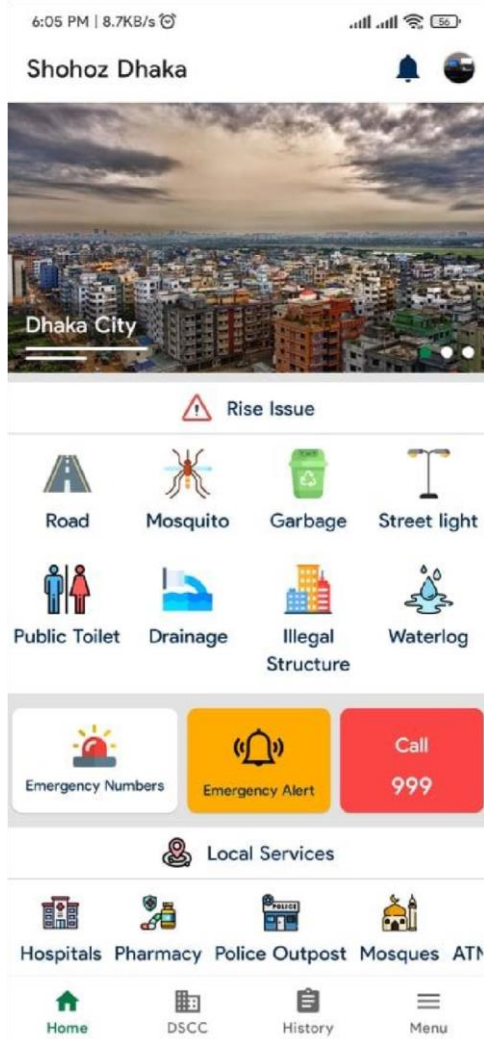 6:05 PM | 8.7KB/s
56
Shohoz Dhaka
Dhaka City
Rise Issue
Road Mosquito Garbage Street light
Public Toilet Drainage Illegal Structure Waterlog
Emergency Numbers Emergency Alert Call 999
Local Services
POLICE
Hospitals Pharmacy Police Outpost Mosques ATM
Home DSCC History Menu